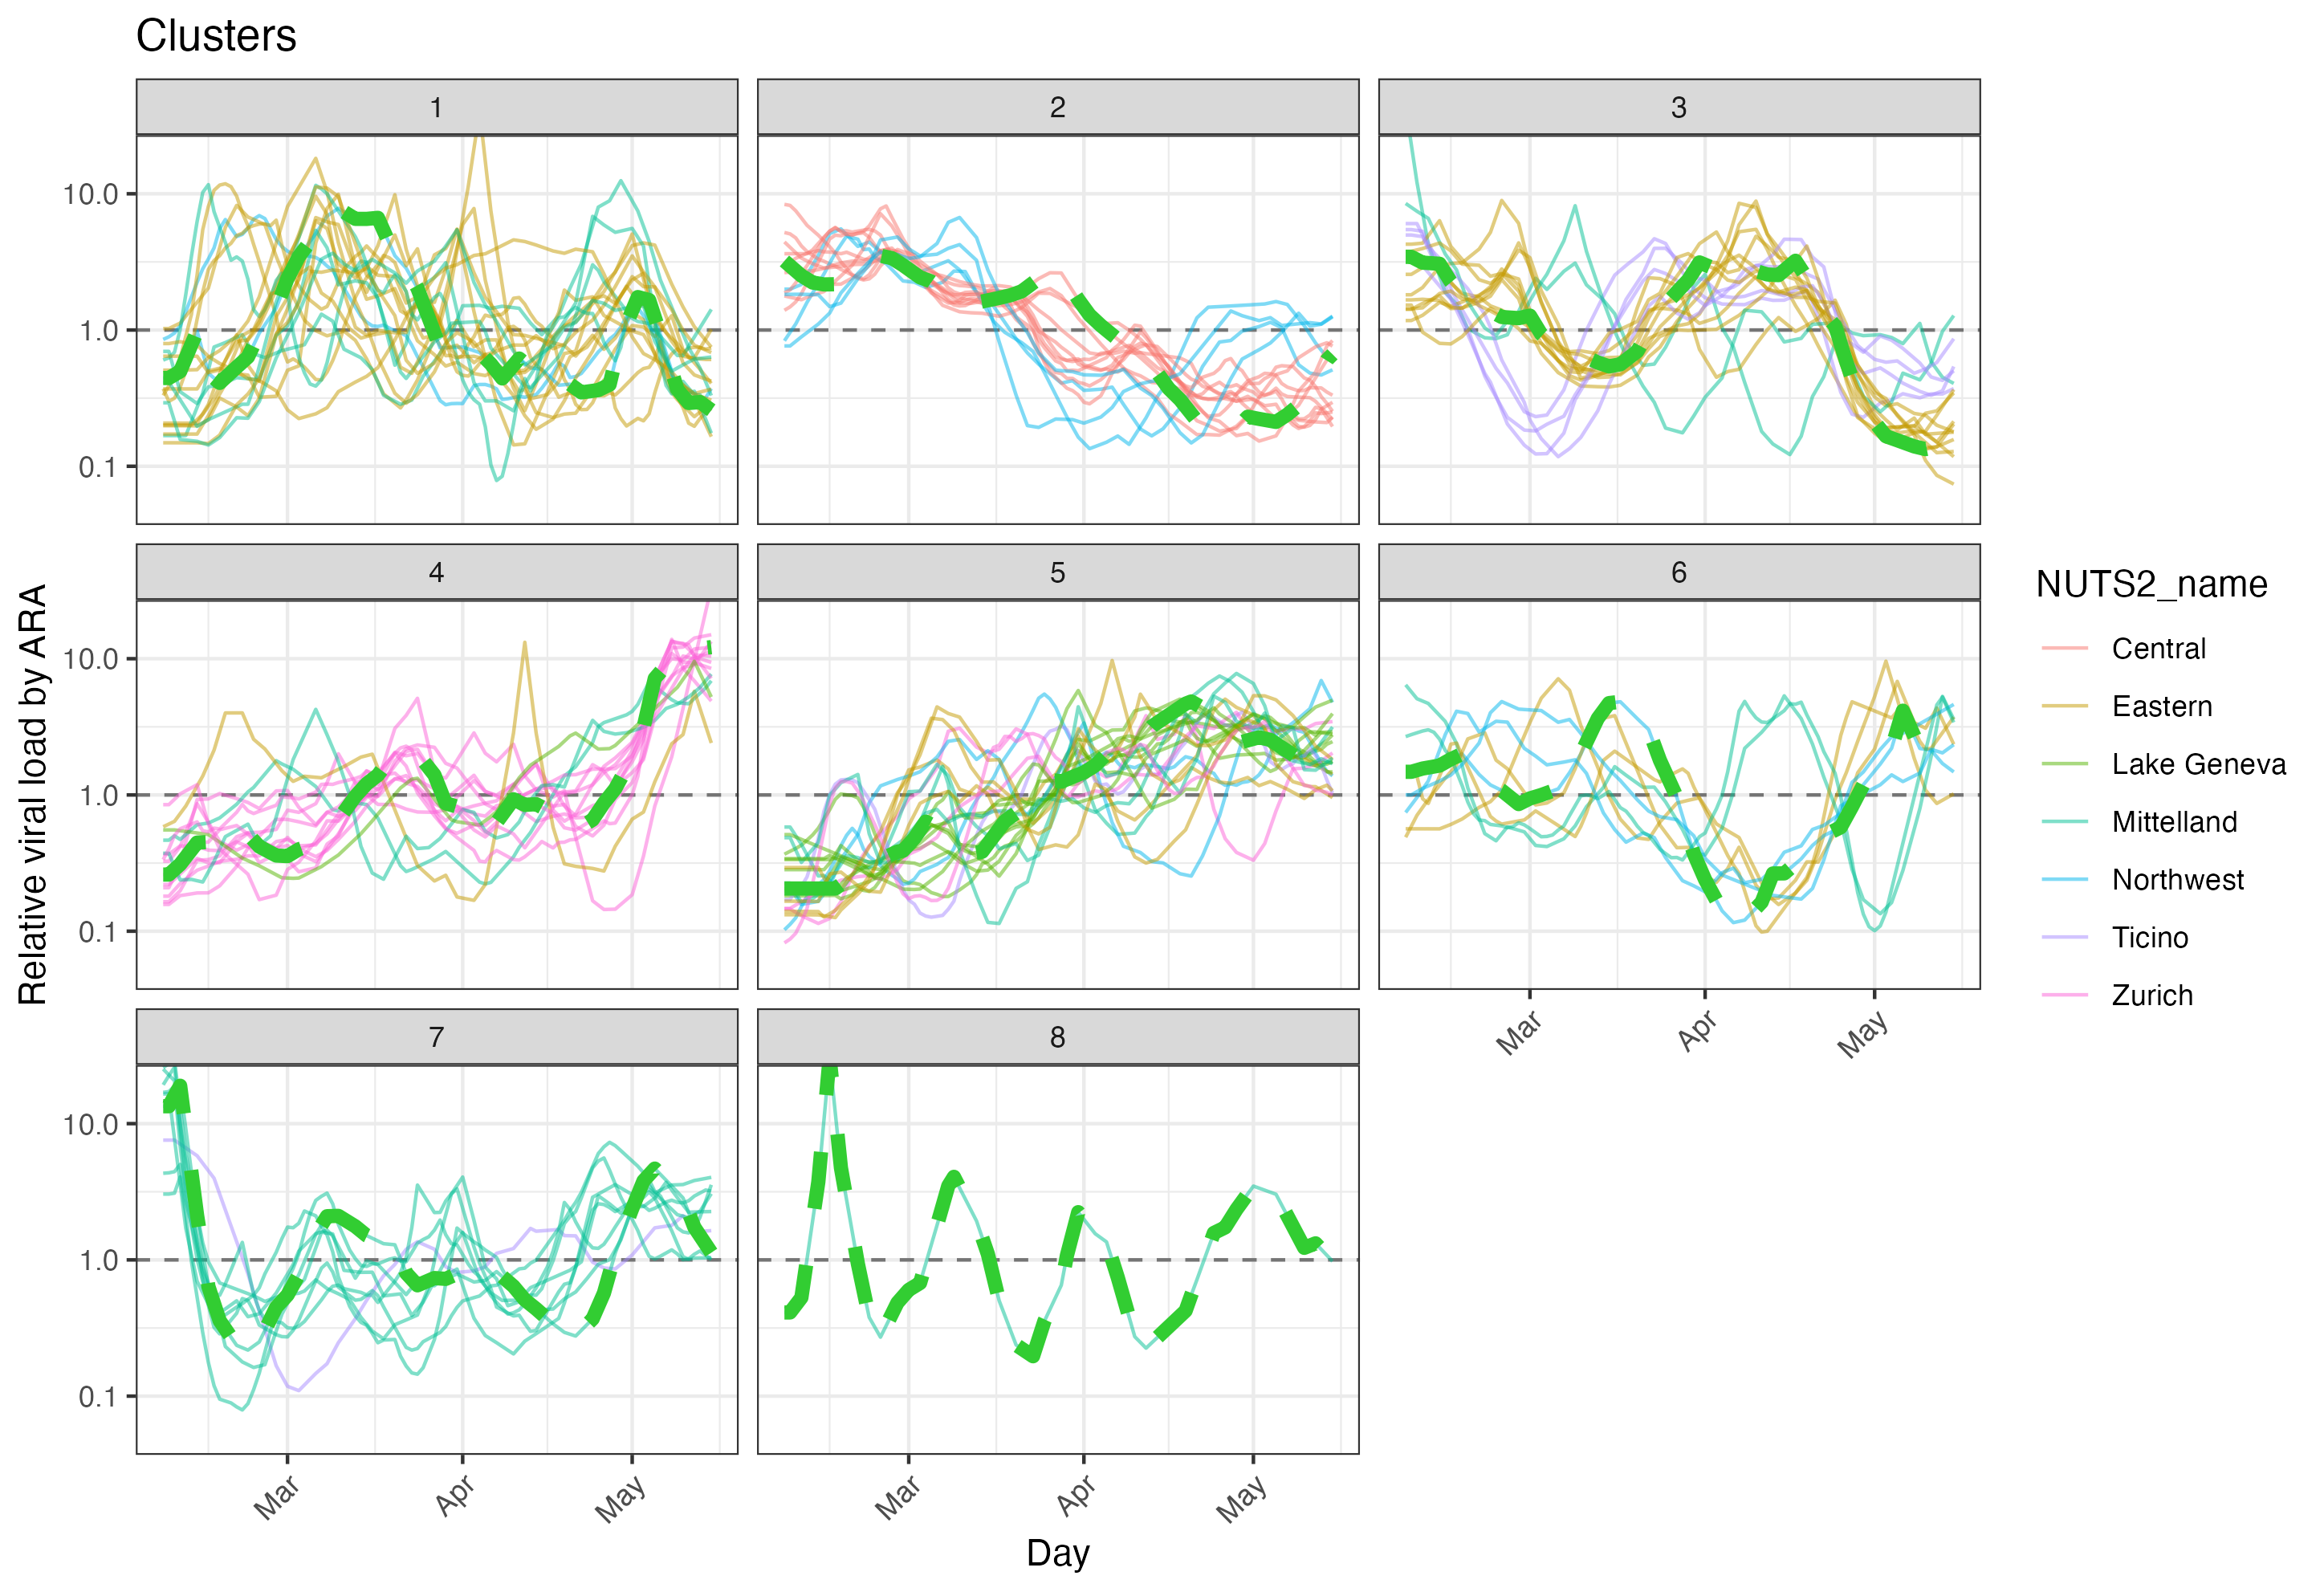 Clusters
1
2
3
10.0
1.0
0.1
4
5
6
10.0
1.0
0.1
Mar
Apr
May
7
8
10.0
1.0
0.1
Mar
Apr
May
Mar
Apr
May
Day
Relative viral load by ARA
NUTS2_name
Central
Eastern
Lake Geneva
Mittelland
Northwest
Ticino
Zurich